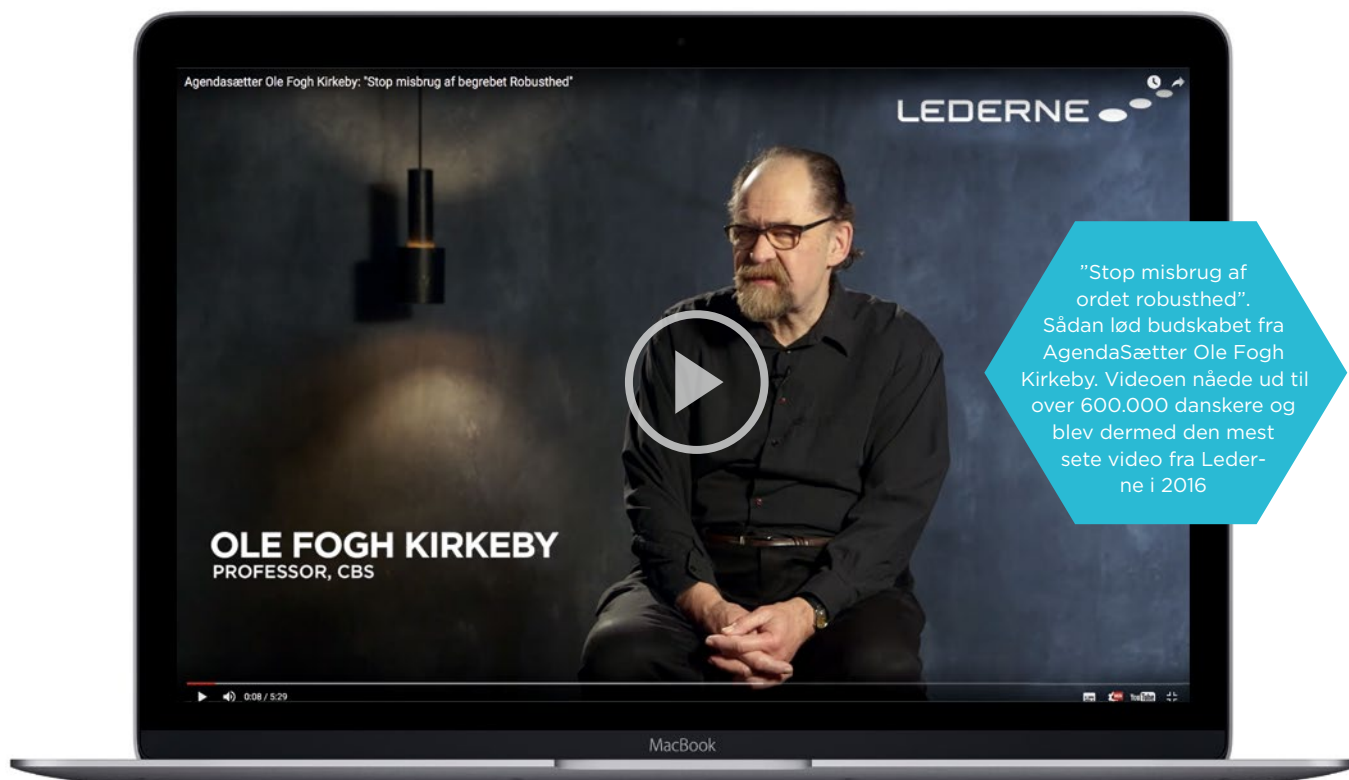 Agendasætter Ole Fogh Kirkeby: "Stop misbrug af begrebet Robusthed"
LEDERNE
”Stop misbrug af
ordet robusthed”.
Sådan lød budskabet fra
AgendaSætter Ole Fogh
Kirkeby. Videoen nåede ud til
over 600.000 danskere og
blev dermed den mest
sete video fra Leder-
ne i 2016
OLE FOGH KIRKEBY
PROFESSOR, CBS
0:08 / 5:29
YouTube
MacBook